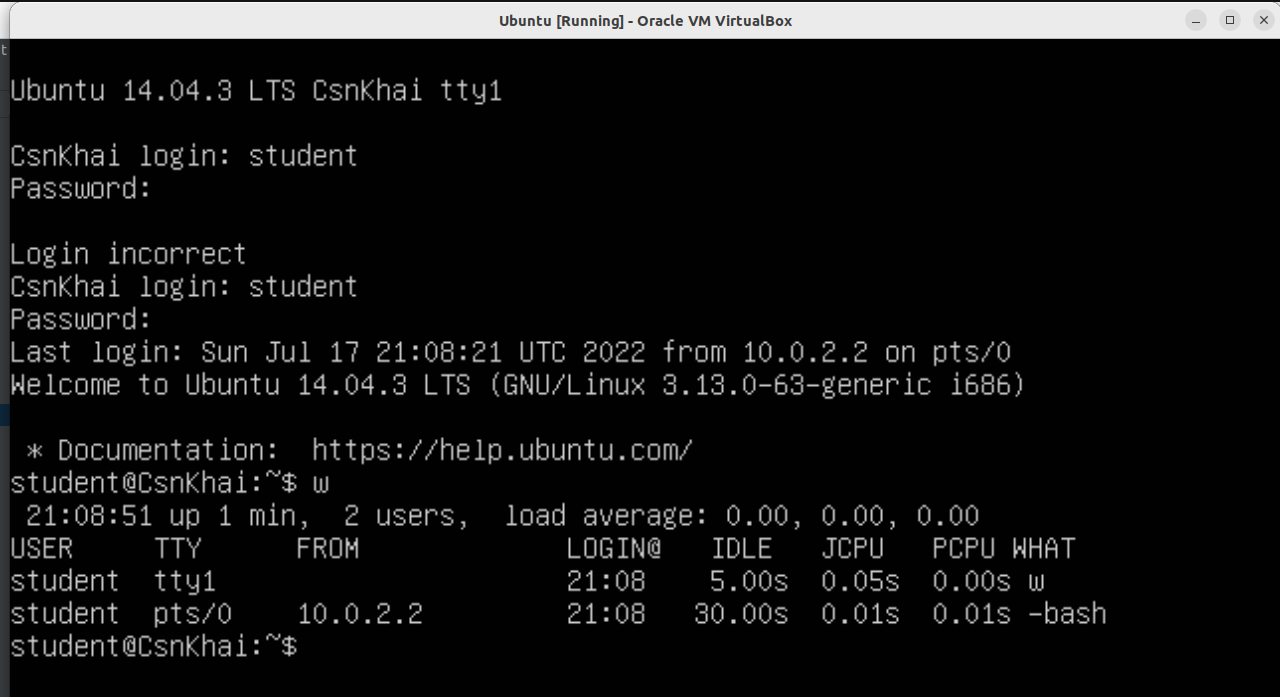 Ubuntu [Running] - Oracle VM VirtualBox
t
Ubuntu 14.04.3 LTS CsnKhai tty1
CsnKhai login: student
Password:
Login incorrect
CsnKhai login: student
Password:
Last login: Sun Jul 17 21:08:21 UTC 2022 from 10.0.2.2 on pts/0
Welcome to Ubuntu 14.04.3 LTS (GNU/Linux 3.13.0-63-generic i686)
 * Documentation:  https://help.ubuntu.com/
student@CsnKhai:~$ w
 21:08:51 up 1 min,  2 users,  load average: 0.00, 0.00, 0.00
USER     TTY      FROM             LOGIN@   IDLE   JCPU   PCPU WHAT
student  tty1                      21:08    5.00s  0.05s  0.00s w
student  pts/0    10.0.2.2         21:08   30.00s  0.01s  0.01s -bash
student@CsnKhai:~$